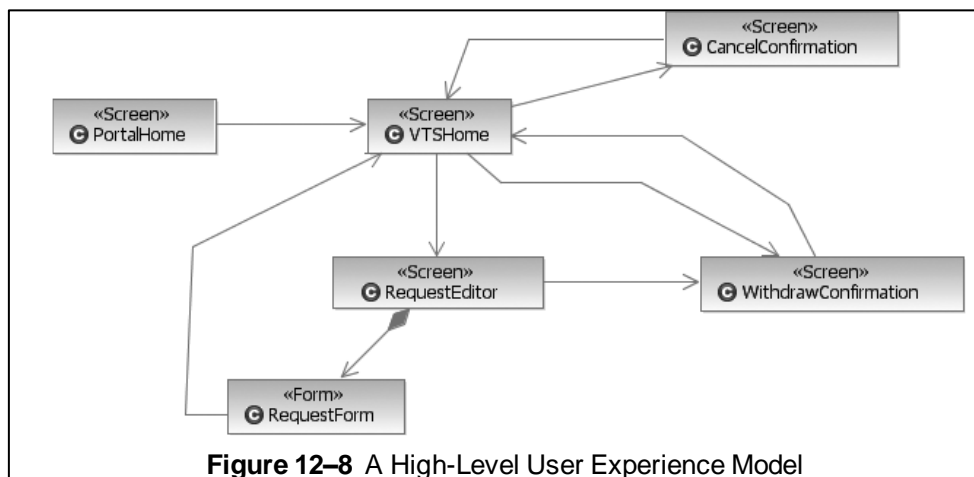 «Screen»
C CancelConfirmation
«Screen»
C PortalHome
«Screen»
C VTSHome
«Screen»
C RequestEditor
«Screen»
C WithdrawConfirmation
«Form»
C RequestForm
Figure 12–8 A High-Level User Experience Model